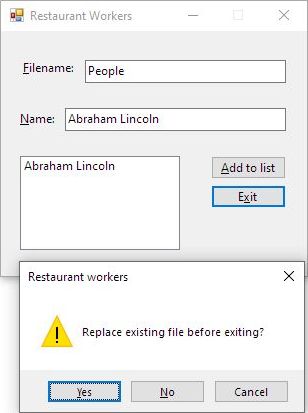 Restaurant Workers
Filename: People
Name: Abraham Lincoln
Abraham Lincoln
Add to list
Exit
Restaurant workers
Replace existing file before exiting?
Yes No Cancel